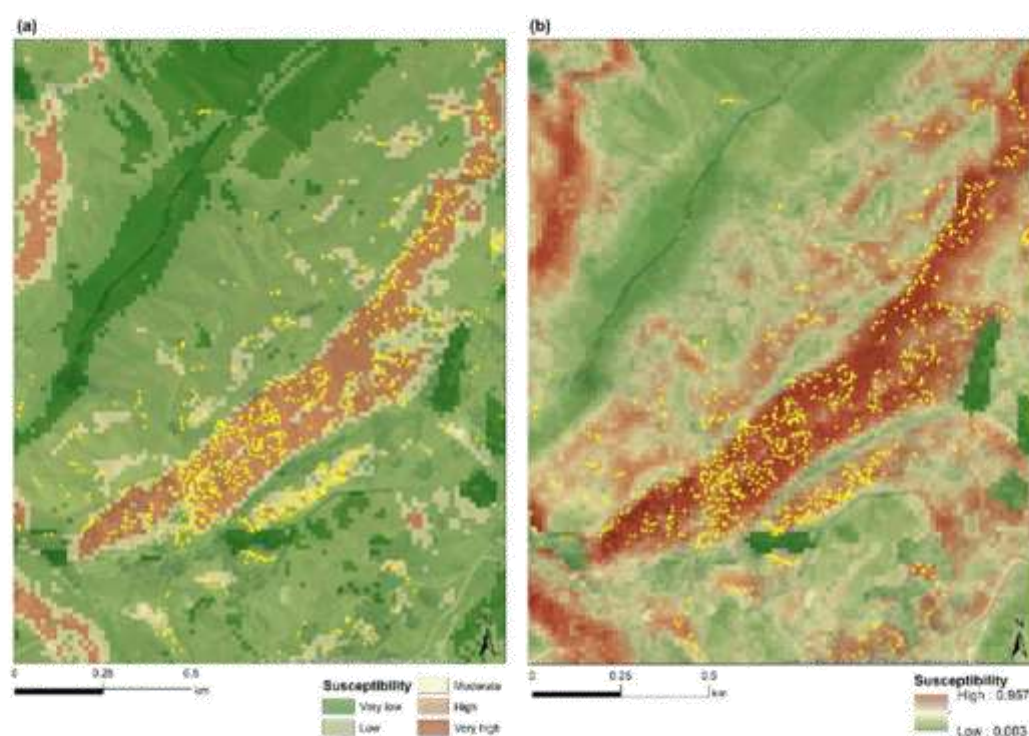 (a)
(b)
0 0.25 0.5
km
Susceptibility
Very low
Low
Moderate
High
Very high
0 0.25 0.5
km
Susceptibility
High : 0.957
Low : 0.003